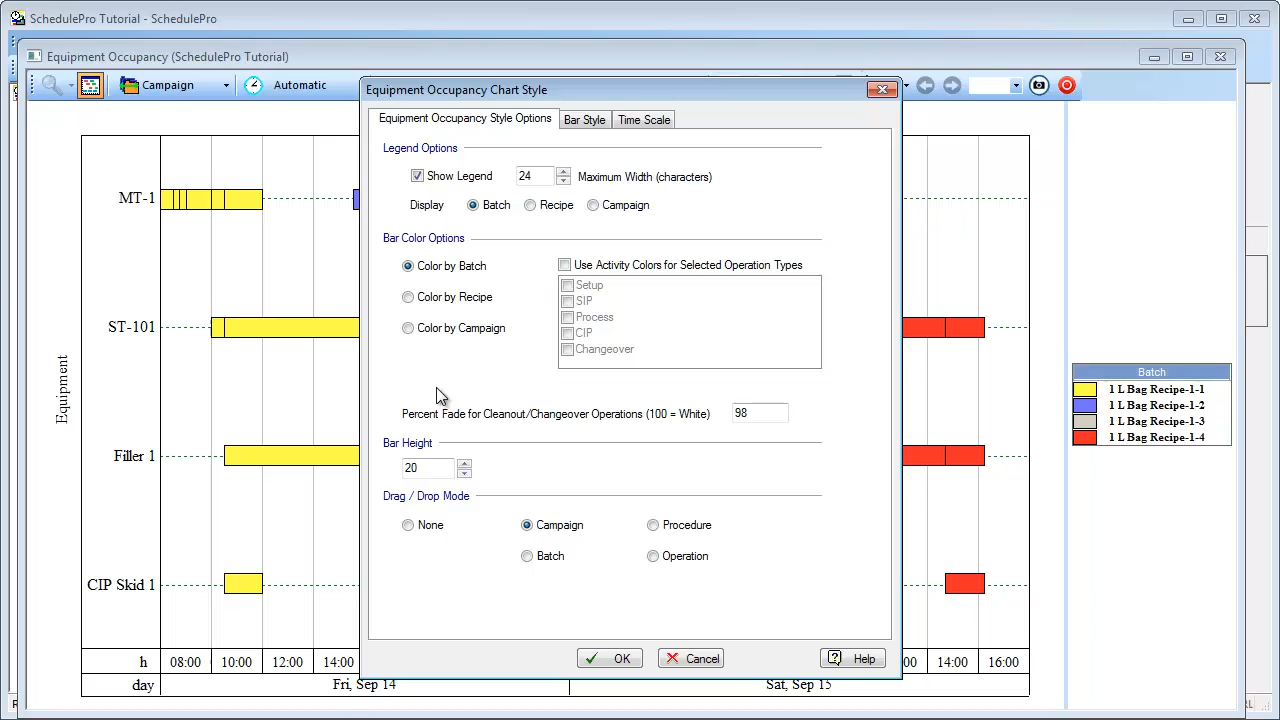 SchedulePro Tutorial - SchedulePro
Equipment Occupancy (SchedulePro Tutorial)
Campaign
Automatic
Equipment Occupancy Chart Style
Equipment Occupancy Style Options
Bar Style
Time Scale
Legend Options
Show Legend
24
Maximum Width (characters)
Display
Batch
Recipe
Campaign
Bar Color Options
Color by Batch
Use Activity Colors for Selected Operation Types
Setup
SIP
Color by Recipe
Process
Color by Campaign
CIP
Changeover
Percent Fade for Cleanout/Changeover Operations (100 = White)
98
Bar Height
20
Drag / Drop Mode
None
Campaign
Procedure
Batch
Operation
OK
Cancel
Help
Equipment
MT-1
ST-101
Filler 1
CIP Skid 1
h
08:00
10:00
12:00
14:00
00
14:00
16:00
day
Fri, Sep 14
Sat, Sep 15
Batch
1 L Bag Recipe-1-1
1 L Bag Recipe-1-2
1 L Bag Recipe-1-3
1 L Bag Recipe-1-4